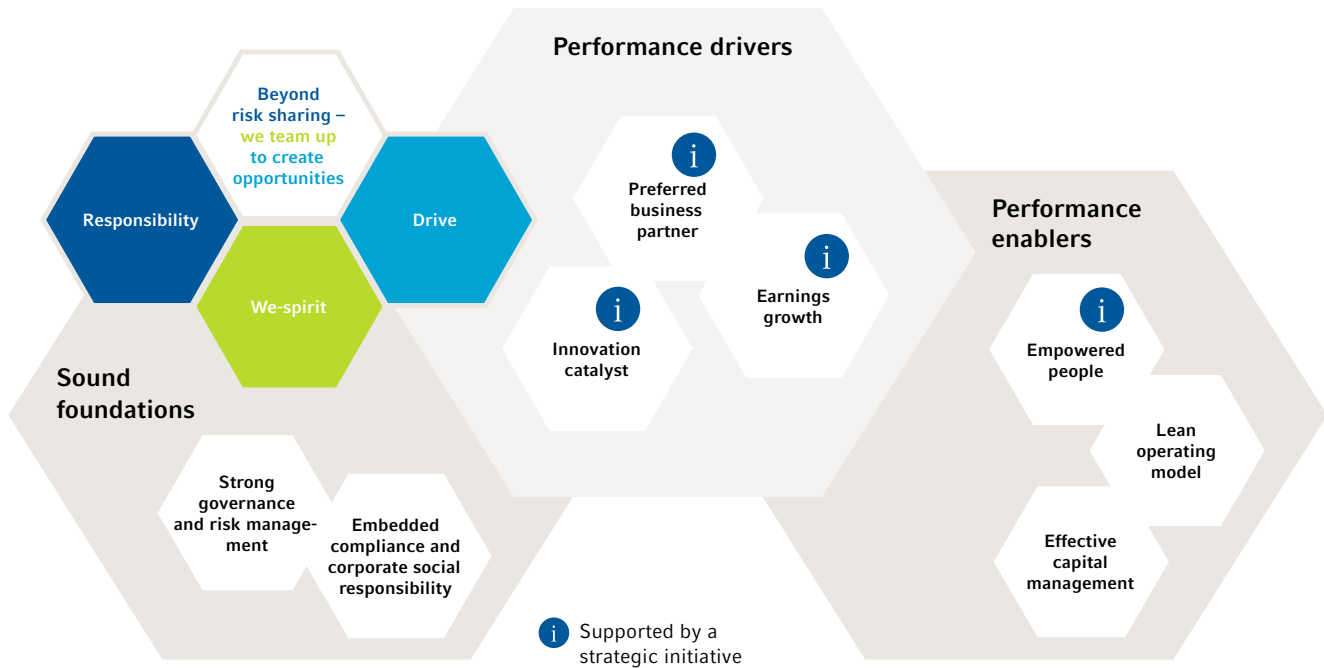 Performance drivers
Beyond
risk sharing –
we team up
to create
opportunities
Responsibility
Drive
We-spirit
i
Preferred
business
partner
i
Earnings
growth
i
Innovation
catalyst
Performance
enablers
i
Empowered
people
Lean
operating
model
Effective
capital
management
Sound
foundations
Strong
governance
and risk manage-
ment
Embedded
compliance and
corporate social
responsibility
i Supported by a
strategic initiative